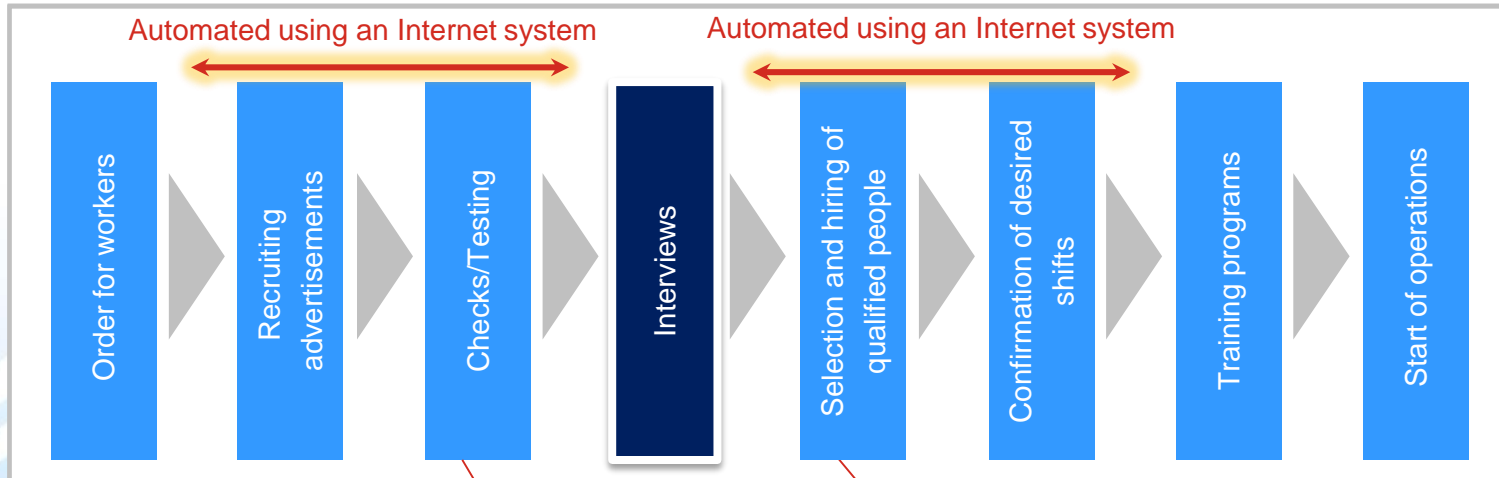 Automated using an Internet system
Automated using an Internet system
Order for workers
Recruiting
advertisements
Checks/Testing
Interviews
Selection and hiring of
qualified people
Confirmation of desired
shifts
Training programs
Start of operations